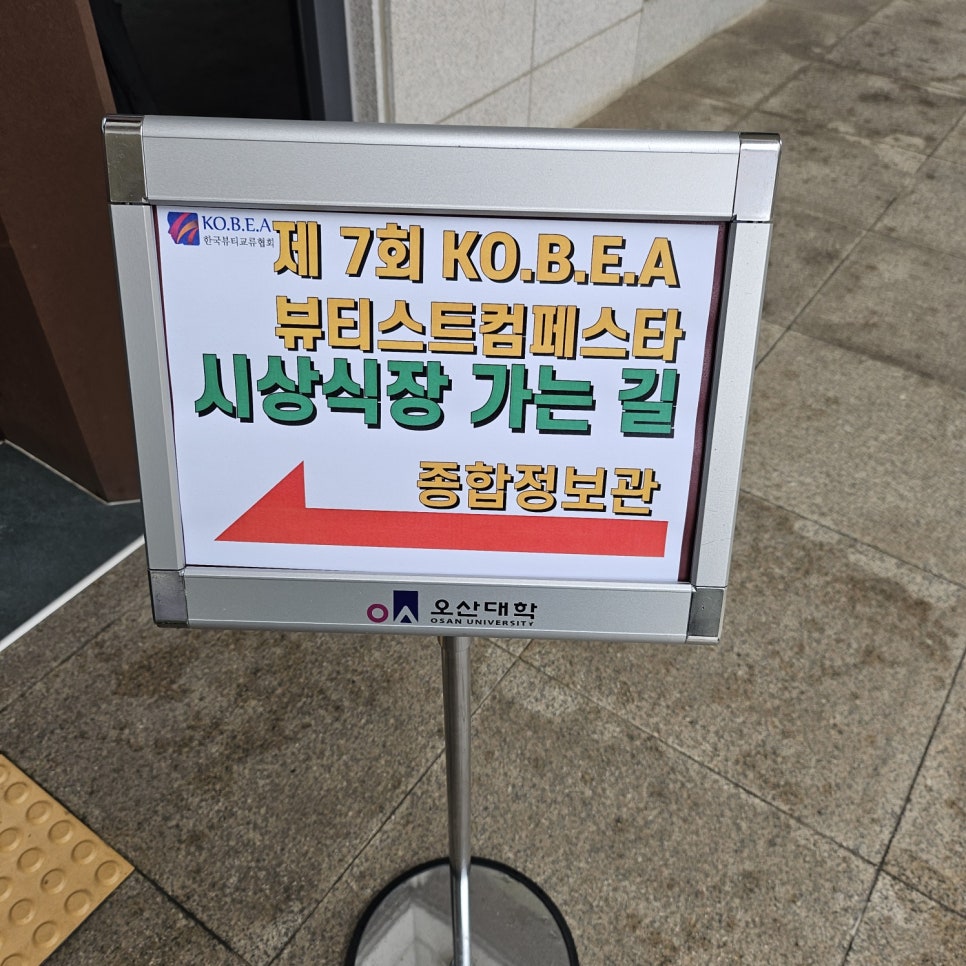 KO.B.E.A
한국뷰티교류협회
제 7회 KO.B.E.A
뷰티스트컴페스타
시상식장 가는 길
종합정보관
오산대학
OSAN UNIVERSITY